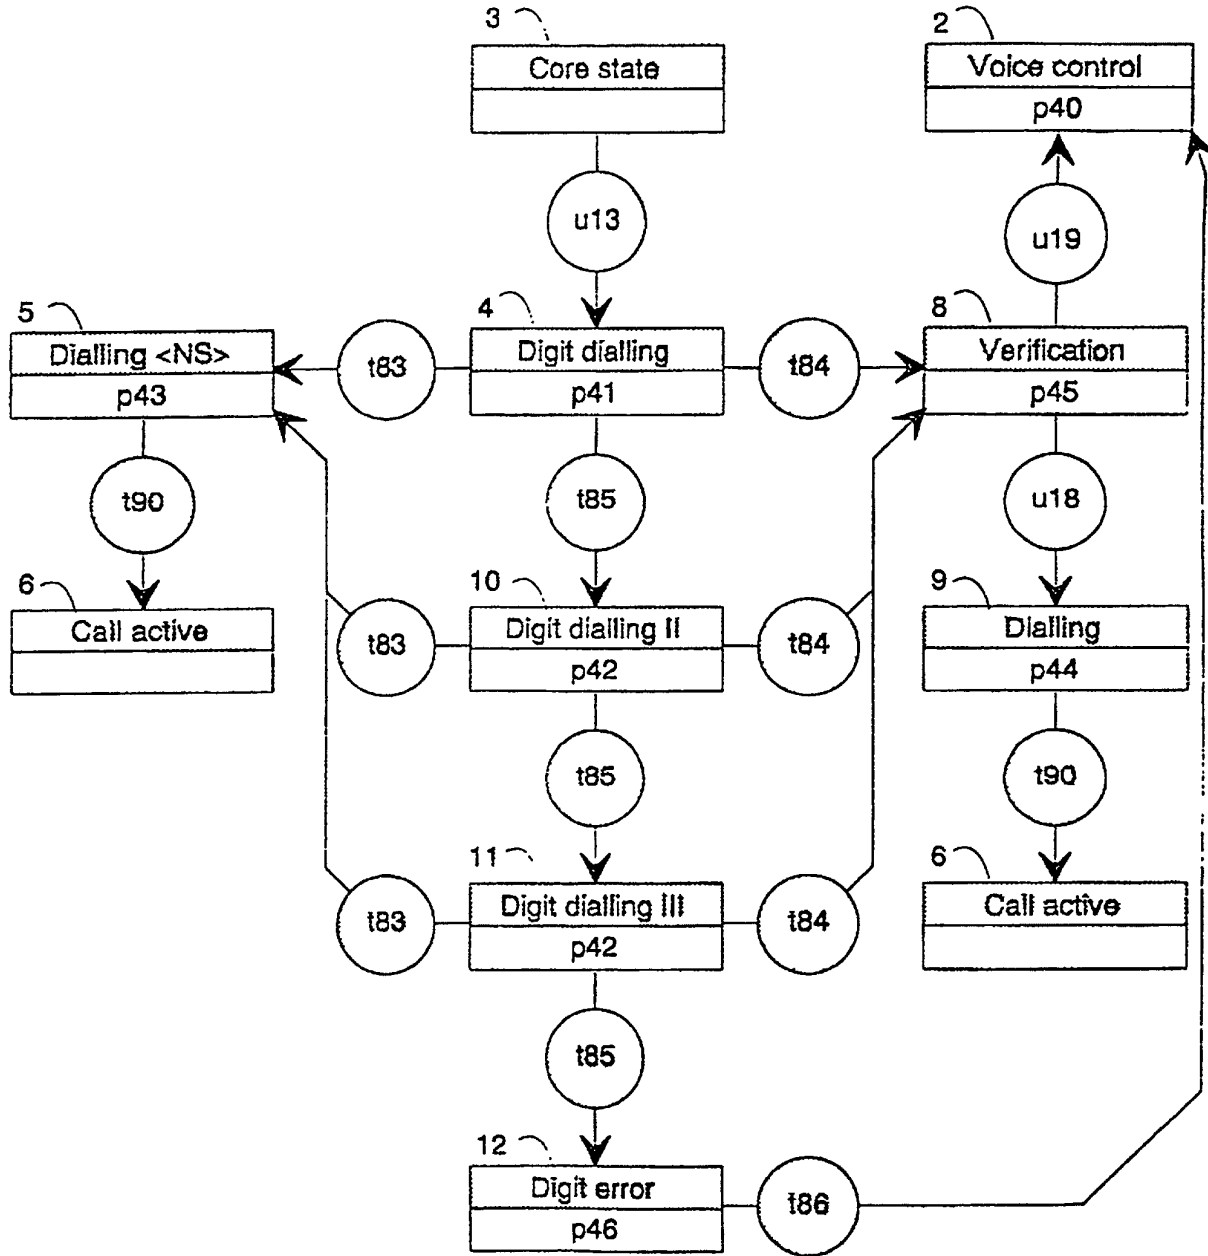 3
Core state
2
Voice control
p40
u13
u19
5
Dialling <NS>
p43
t83
4
Digit dialling
p41
t84
8
Verification
p45
t90
t85
u18
6
Call active
t83
10
Digit dialling II
p42
t84
9
Dialling
p44
t85
t90
t83
11
Digit dialling III
p42
t84
6
Call active
t85
12
Digit error
p46
t86